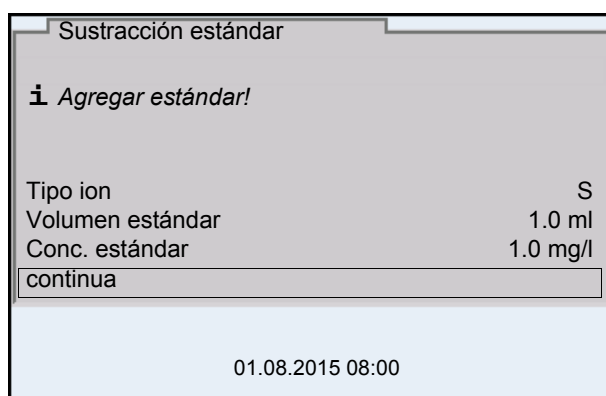 Sustracción estándar
i Agregar estándar!
Tipo ion S
Volumen estándar 1.0 ml
Conc. estándar 1.0 mg/l
continua
01.08.2015 08:00